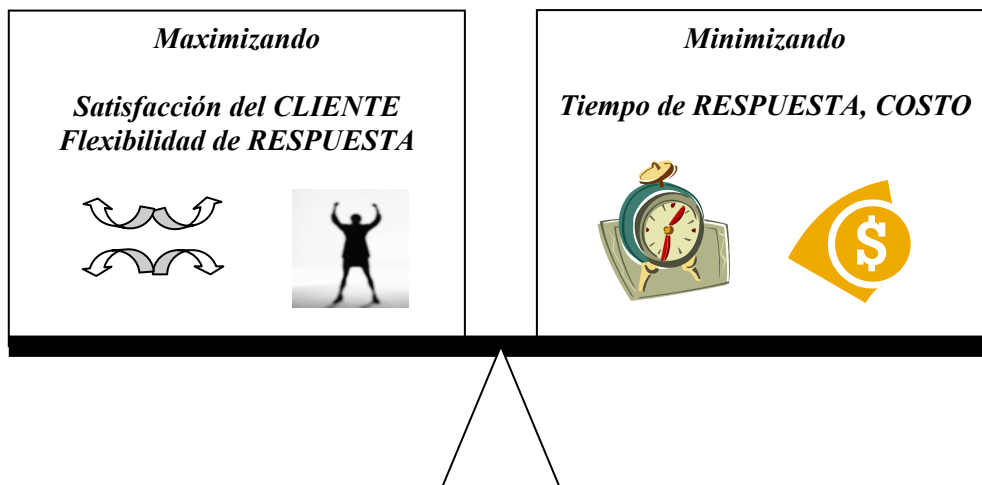 Maximizando
Satisfacción del CLIENTE
Flexibilidad de RESPUESTA
Minimizando
Tiempo de RESPUESTA, COSTO
$